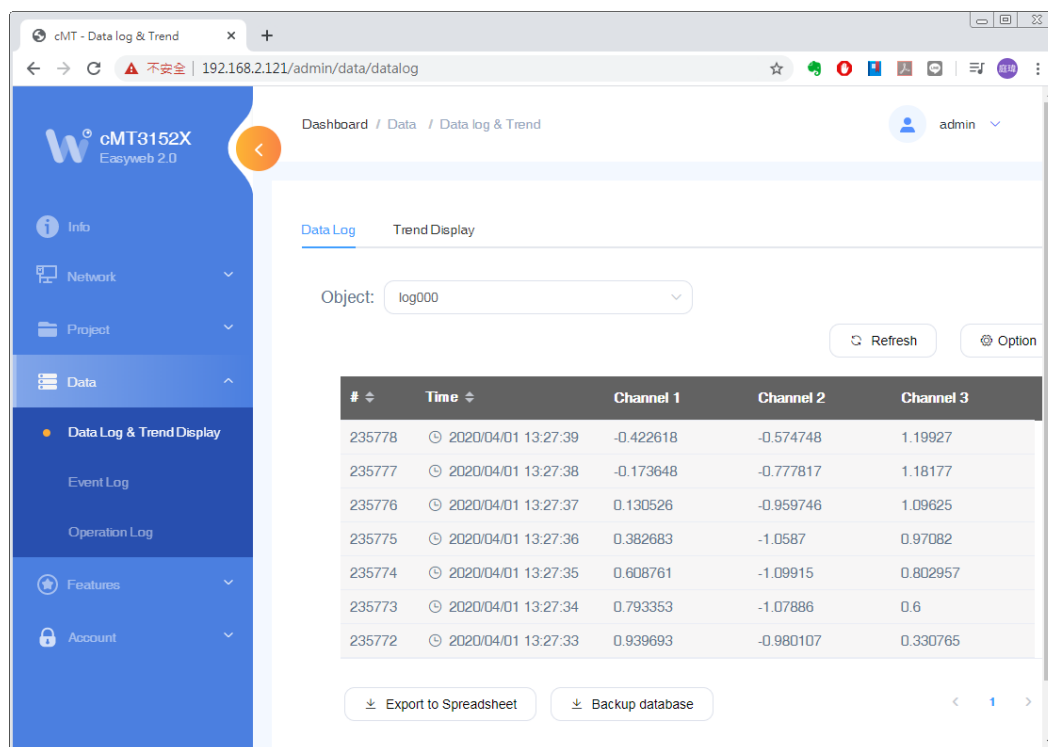 cMT - Data log & Trend
不安全 | 192.168.2.121/admin/data/datalog
cMT3152X
Easyweb 2.0
Dashboard / Data / Data log & Trend
admin
Info
Network
Project
Data
Data Log & Trend Display
Event Log
Operation Log
Features
Account
Data Log Trend Display
Object: log000
Refresh Option
# Time Channel 1 Channel 2 Channel 3
235778 2020/04/01 13:27:39 -0.422618 -0.574748 1.19927
235777 2020/04/01 13:27:38 -0.173648 -0.777817 1.18177
235776 2020/04/01 13:27:37 0.130526 -0.959746 1.09625
235775 2020/04/01 13:27:36 0.382683 -1.0587 0.97082
235774 2020/04/01 13:27:35 0.608761 -1.09915 0.802957
235773 2020/04/01 13:27:34 0.793353 -1.07886 0.6
235772 2020/04/01 13:27:33 0.939693 -0.980107 0.330765
Export to Spreadsheet Backup database
1